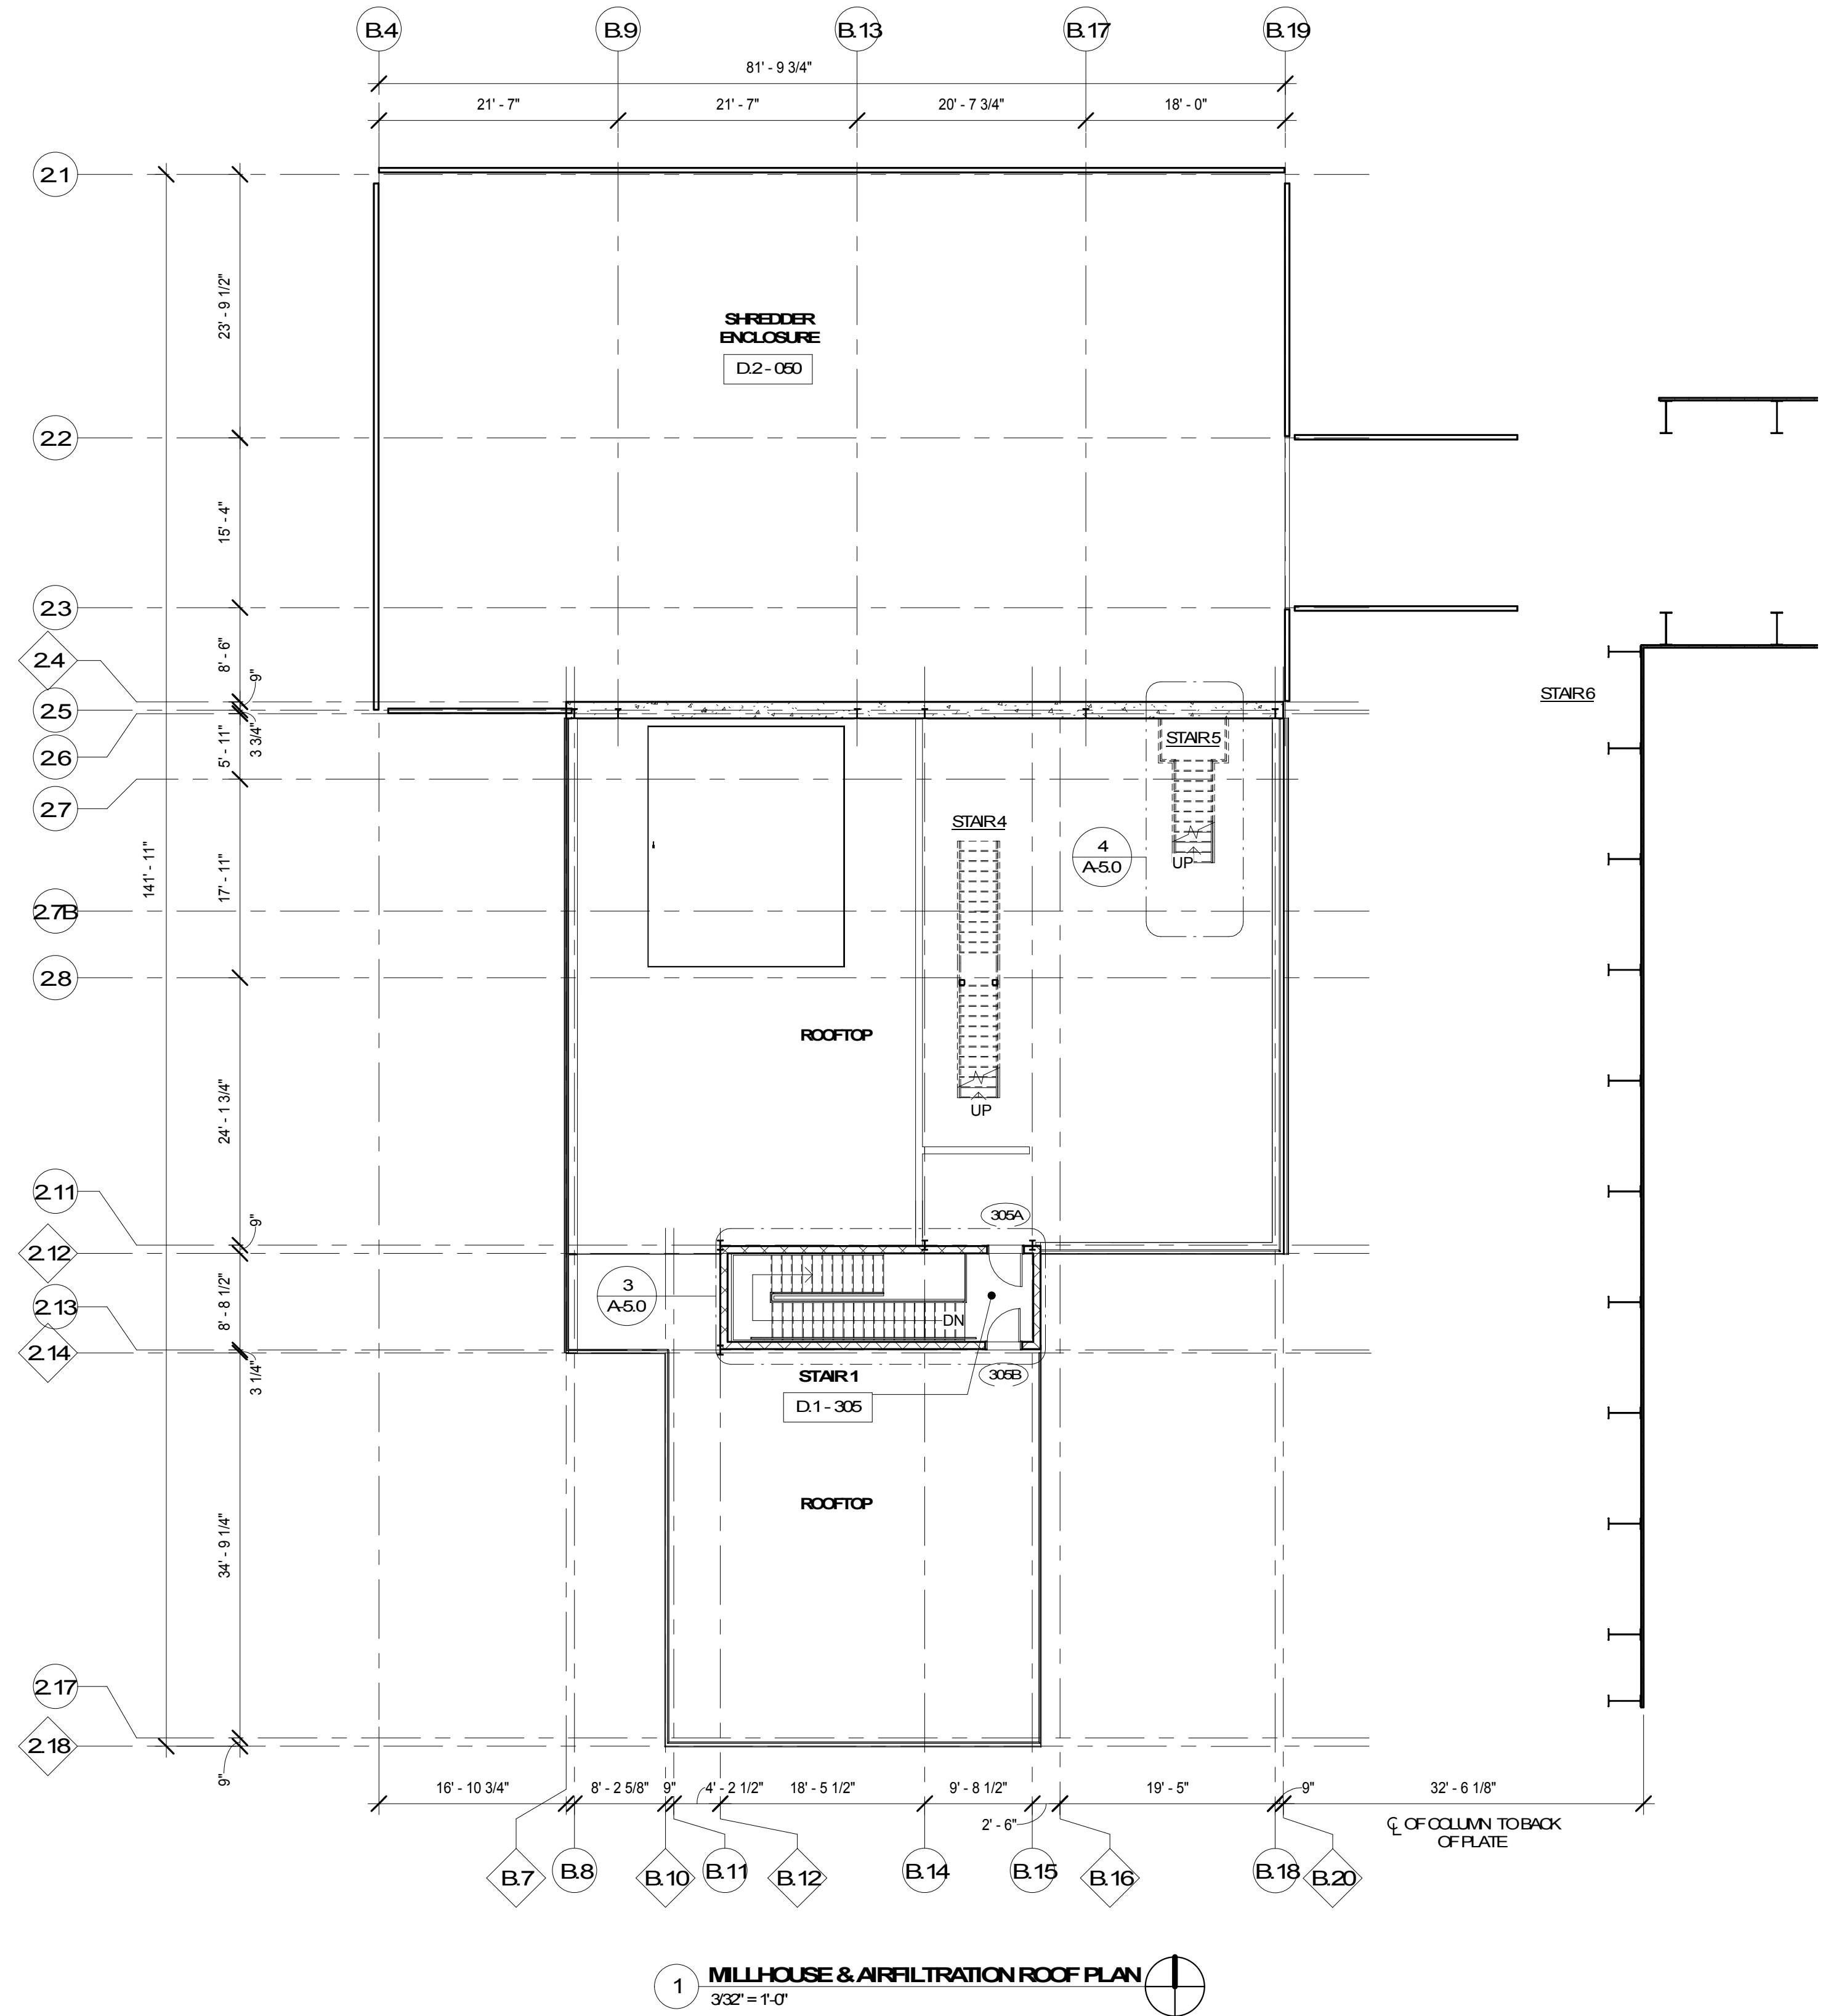 B.4
B.9
B.13
B.17
B.19
81' - 9 3/4"
21' - 7"
21' - 7"
20' - 7 3/4"
18' - 0"
2.1
23' - 9 1/2"
SHREDDER
ENCLOSURE
D.2 - 050
2.2
15' - 4"
2.3
8' - 6"
2.4
9"
2.5
STAIR 6
5' - 11"
3 3/4"
2.6
STAIR 5
2.7
STAIR 4
4
A-5.0
UP
141' - 11"
17' - 11"
2.7B
2.8
ROOFTOP
24' - 1 3/4"
UP
2.11
9"
305A
2.12
3
A-5.0
2.13
8' - 8 1/2"
DN
2.14
3 1/4"
STAIR 1
305B
D.1 - 305
ROOFTOP
34' - 9 1/4"
2.17
2.18
9"
16' - 10 3/4"
8' - 2 5/8"
9"
4' - 2 1/2"
18' - 5 1/2"
9' - 8 1/2"
2' - 6"
19' - 5"
9"
32' - 6 1/8"
℄ OF COLUMN TO BACK
OF PLATE
B.7
B.8
B.10
B.11
B.12
B.14
B.15
B.16
B.18
B.20
1
MILLHOUSE & AIRFILTRATION ROOF PLAN
3/32" = 1'-0"